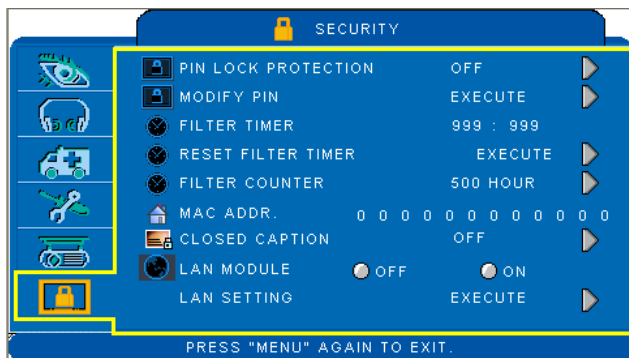 SECURITY
PIN LOCK PROTECTION OFF
MODIFY PIN EXECUTE
FILTER TIMER 999 : 999
RESET FILTER TIMER EXECUTE
FILTER COUNTER 500 HOUR
MAC ADDR. 0 0 0 0 0 0 0 0 0 0 0 0
CLOSED CAPTION OFF
LAN MODULE OFF ON
LAN SETTING EXECUTE
PRESS "MENU" AGAIN TO EXIT.